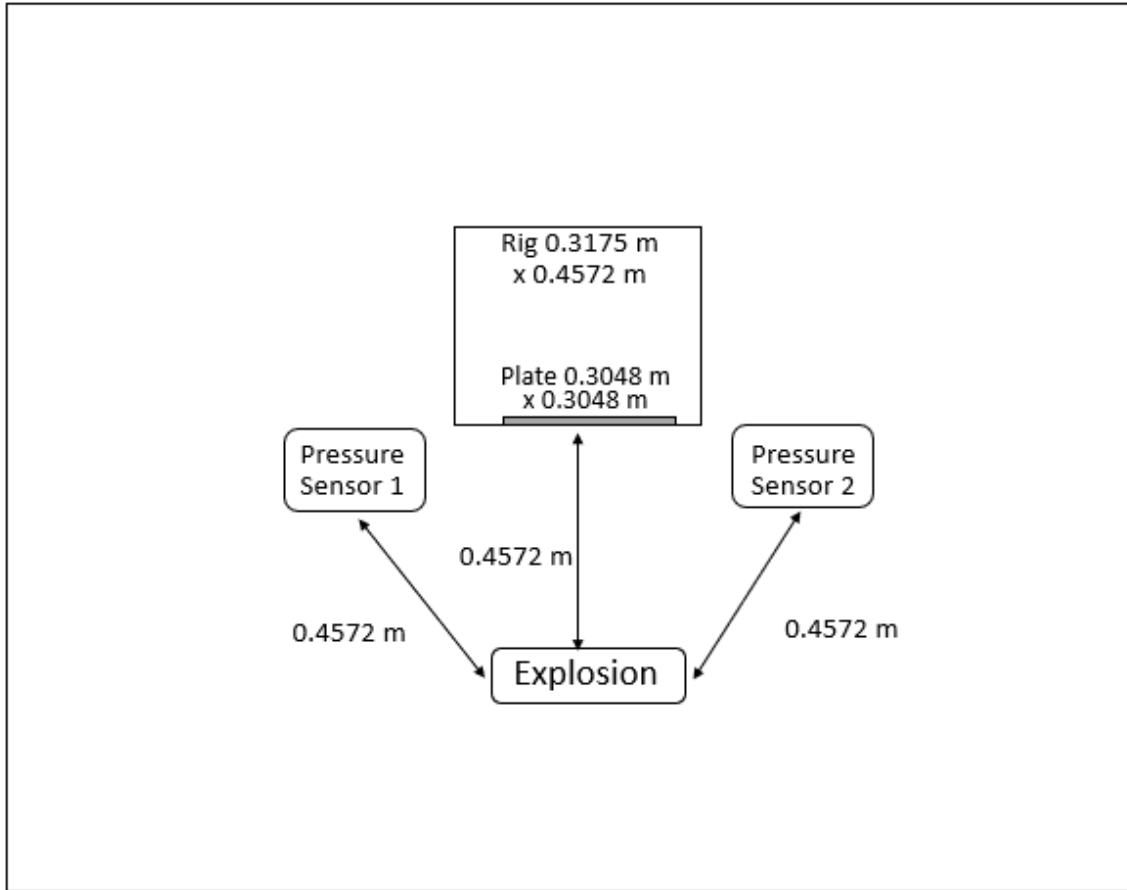 Rig 0.3175 m
x 0.4572 m
Plate 0.3048 m
x 0.3048 m
Pressure
Sensor 1
Pressure
Sensor 2
0.4572 m
0.4572 m
0.4572 m
Explosion